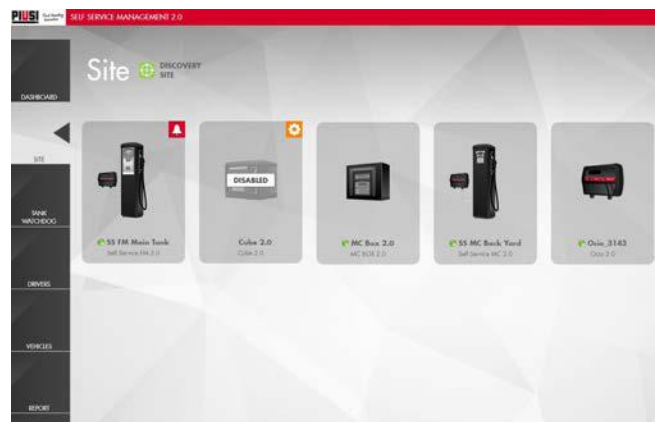 PIUSI
SELF SERVICE MANAGEMENT 2.0
Site
DISCOVERY
SITE
DASHBOARD
SITE
TANK
WATCHDOG
DRIVERS
VEHICLES
REPORT
DISABLED
SS FM Main Tank
Self Service FM 2.0
Cube 2.0
Cube 2.0
MC Box 2.0
MC BOX 2.0
SS MC Back Yard
Self Service MC 2.0
Ocio_3143
Ocio 2.0